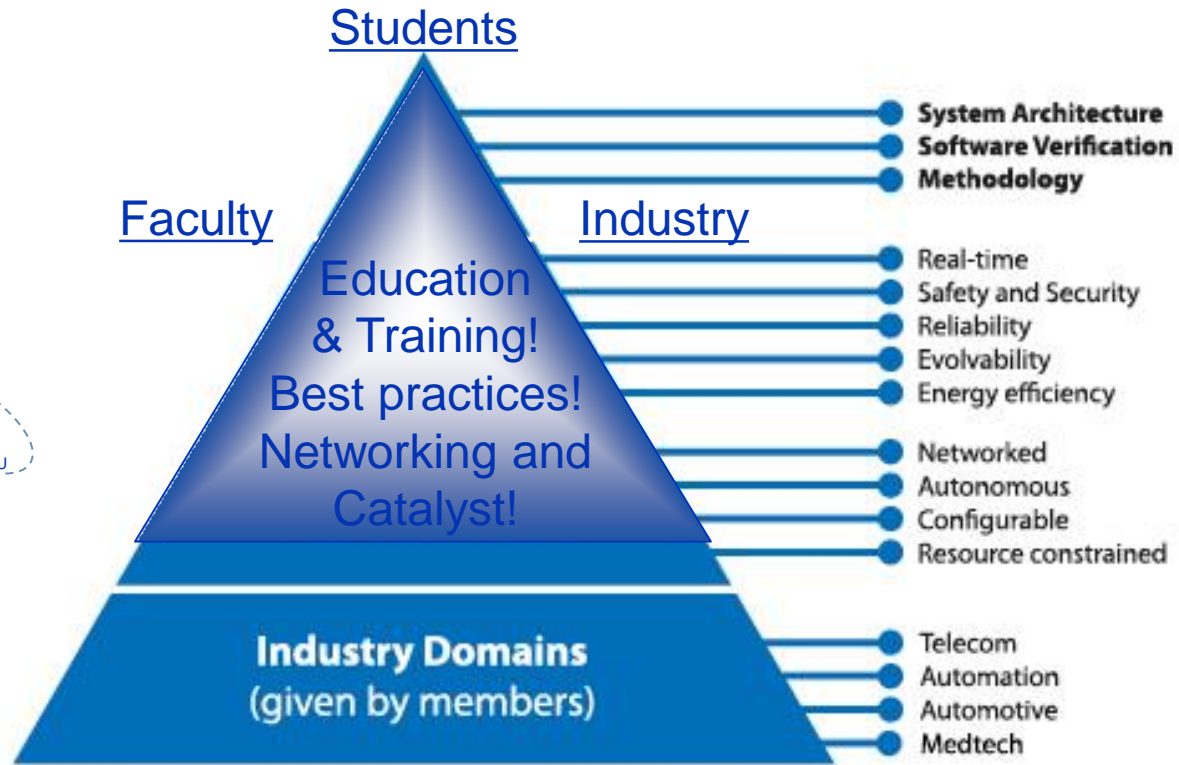 Students
Faculty
Industry
Education
& Training!
Best practices!
Networking and
Catalyst!
Industry Domains
(given by members)
System Architecture
Software Verification
Methodology
Real-time
Safety and Security
Reliability
Evolvability
Energy efficiency
Networked
Autonomous
Configurable
Resource constrained
Telecom
Automation
Automotive
Medtech